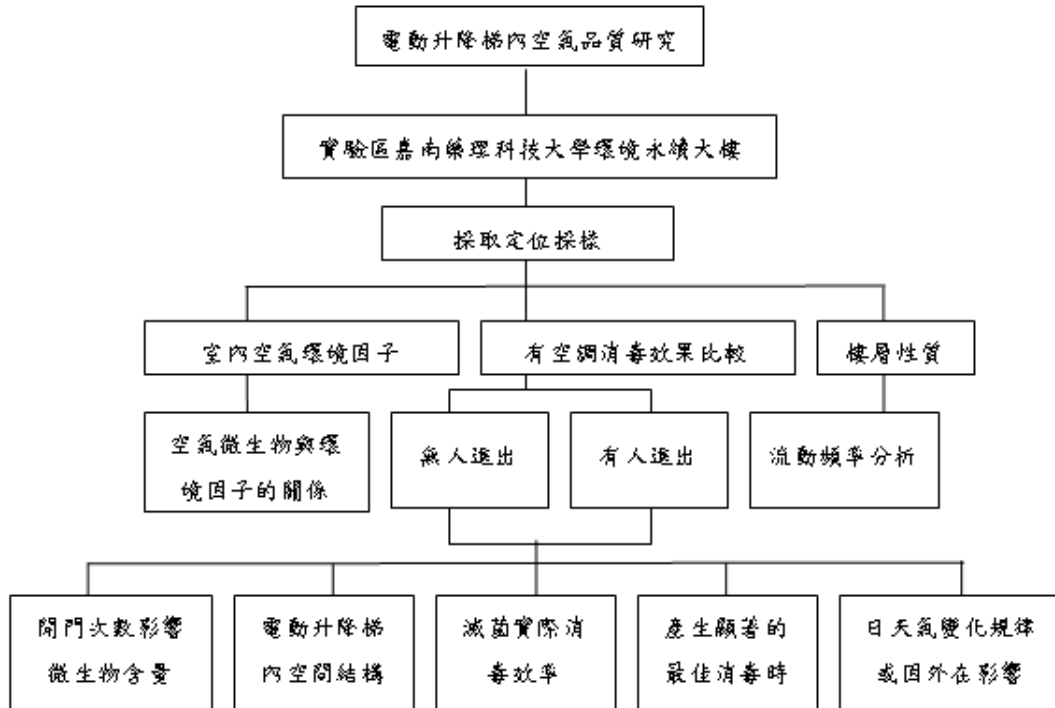 電動升降梯內空氣品質研究
實驗區嘉南藥理科技大學環境永續大樓
採取定位採樣
室內空氣環境因子
有空調消毒效果比較
樓層性質
空氣微生物與環
境因子的關係
無人進出
有人進出
流動頻率分析
開門次數影響
微生物含量
電動升降梯
內空間結構
滅菌實際消
毒效率
產生顯著的
最佳消毒時
日天氣變化規律
或因外在影響